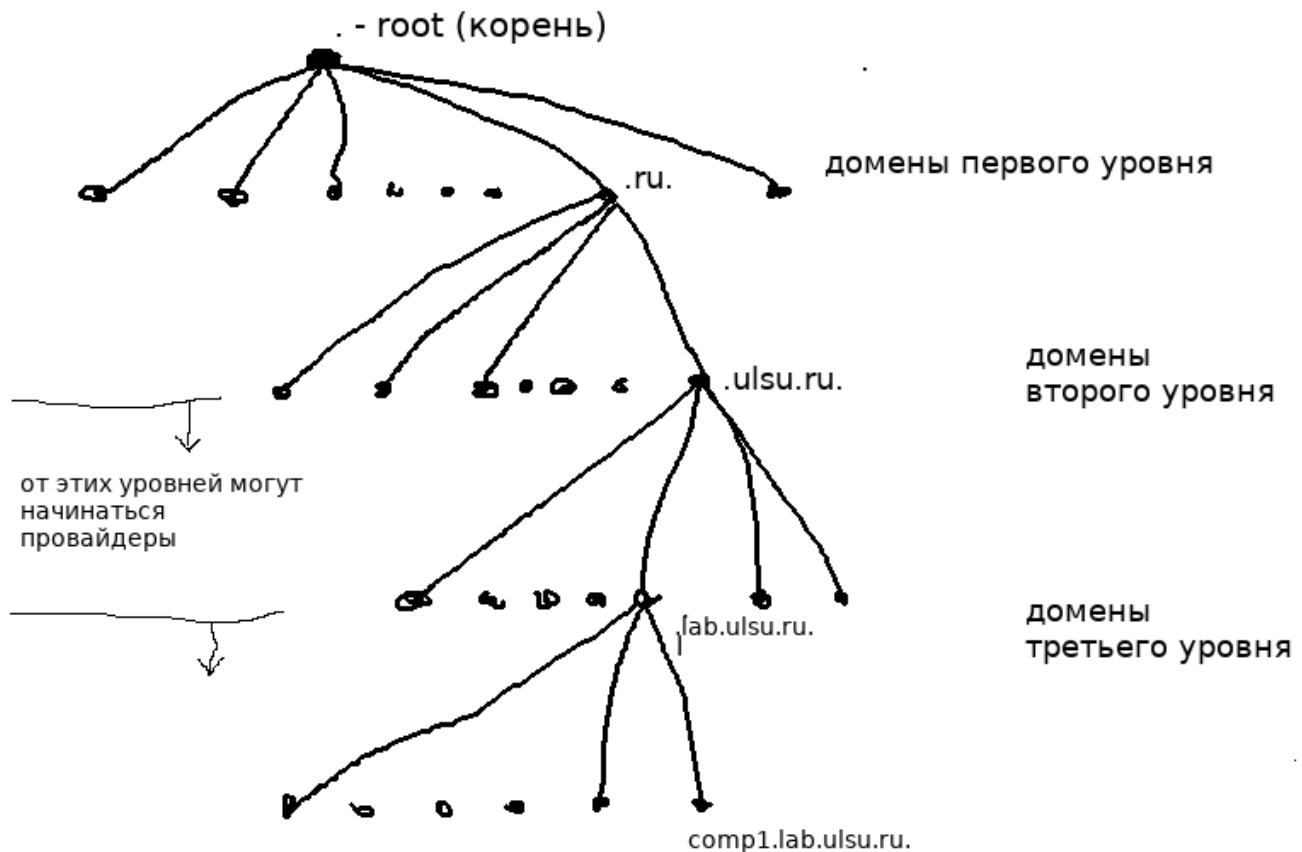 . - root (корень)
домены первого уровня
.ru.
домены
второго уровня
.ulsu.ru.
от этих уровней могут
начинаться
провайдеры
домены
третьего уровня
lab.ulsu.ru.
comp1.lab.ulsu.ru.